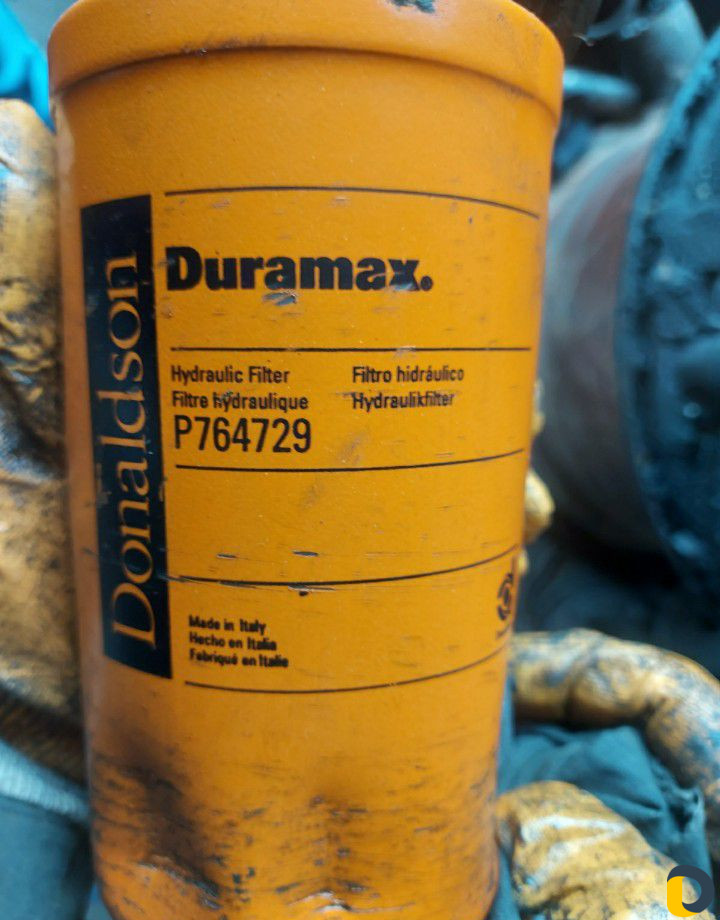 Donaldson
Duramax.
Hydraulic Filter
Filtro hidráulico
Filtre hydraulique
Hydraulikfilter
P764729
Made in Italy
Hecho en Italia
Fabriqué en Italie